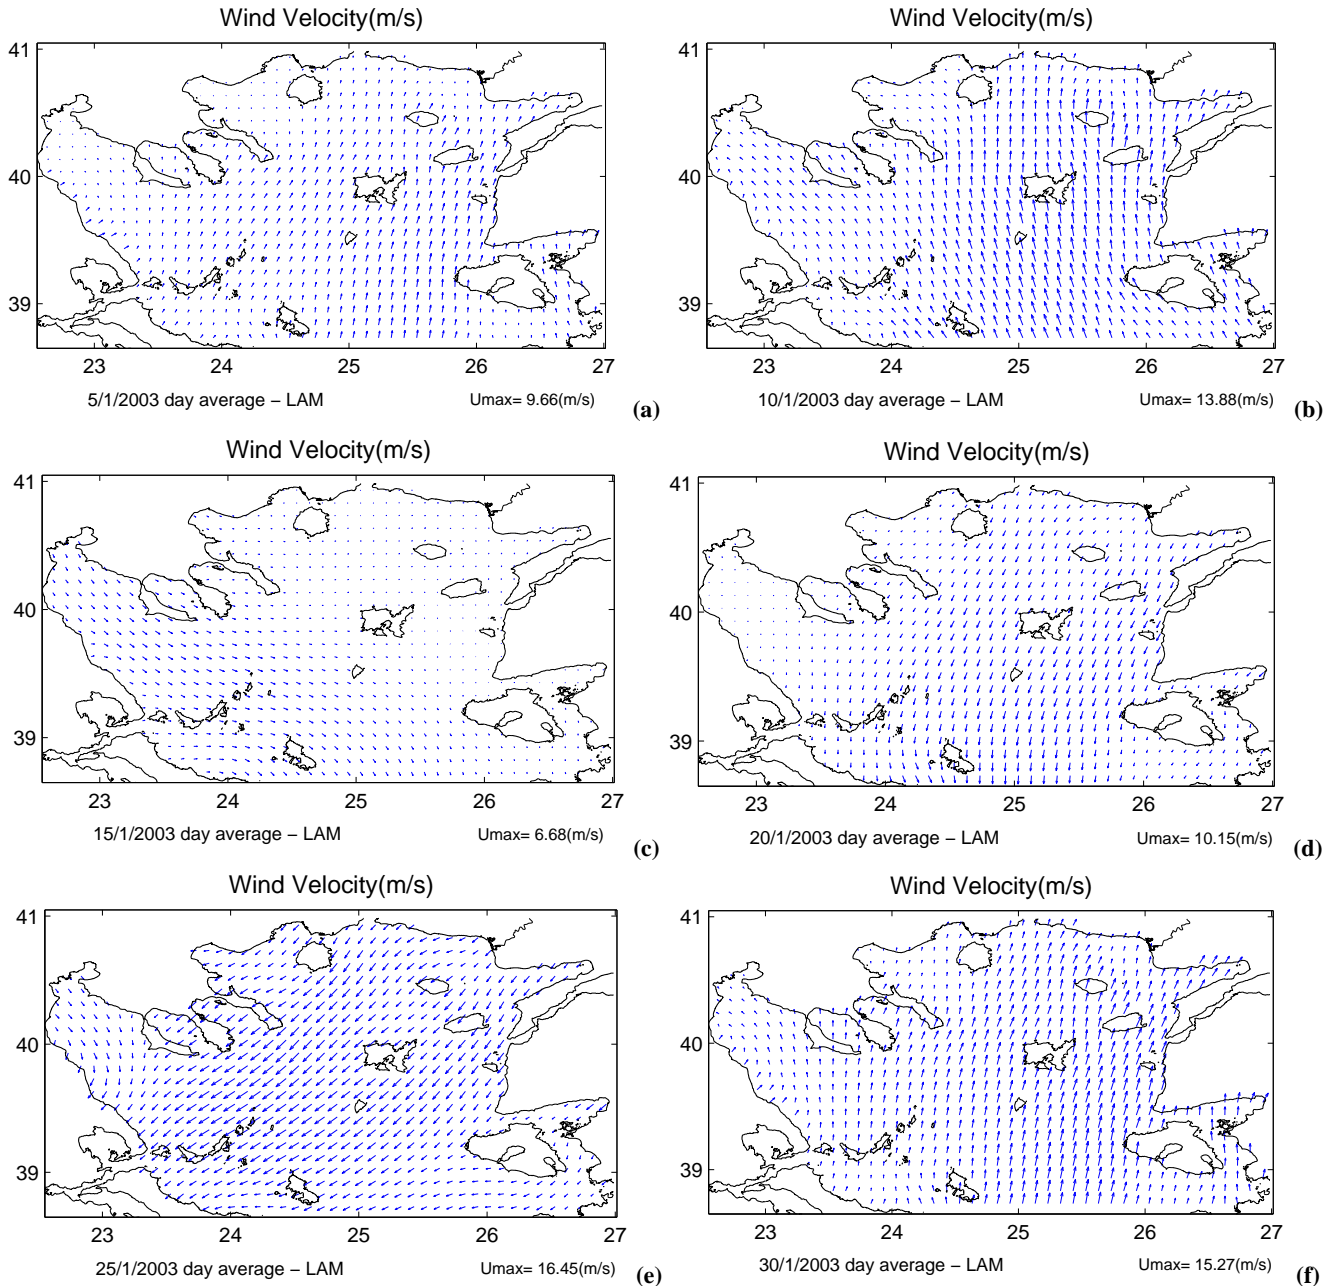 Wind Velocity(m/s)
41
40
39
23 24 25 26 27
5/1/2003 day average – LAM Umax= 9.66(m/s) (a)
Wind Velocity(m/s)
41
40
39
23 24 25 26 27
10/1/2003 day average – LAM Umax= 13.88(m/s) (b)
Wind Velocity(m/s)
41
40
39
23 24 25 26 27
15/1/2003 day average – LAM Umax= 6.68(m/s) (c)
Wind Velocity(m/s)
41
40
39
23 24 25 26 27
20/1/2003 day average – LAM Umax= 10.15(m/s) (d)
Wind Velocity(m/s)
41
40
39
23 24 25 26 27
25/1/2003 day average – LAM Umax= 16.45(m/s) (e)
Wind Velocity(m/s)
41
40
39
23 24 25 26 27
30/1/2003 day average – LAM Umax= 15.27(m/s) (f)